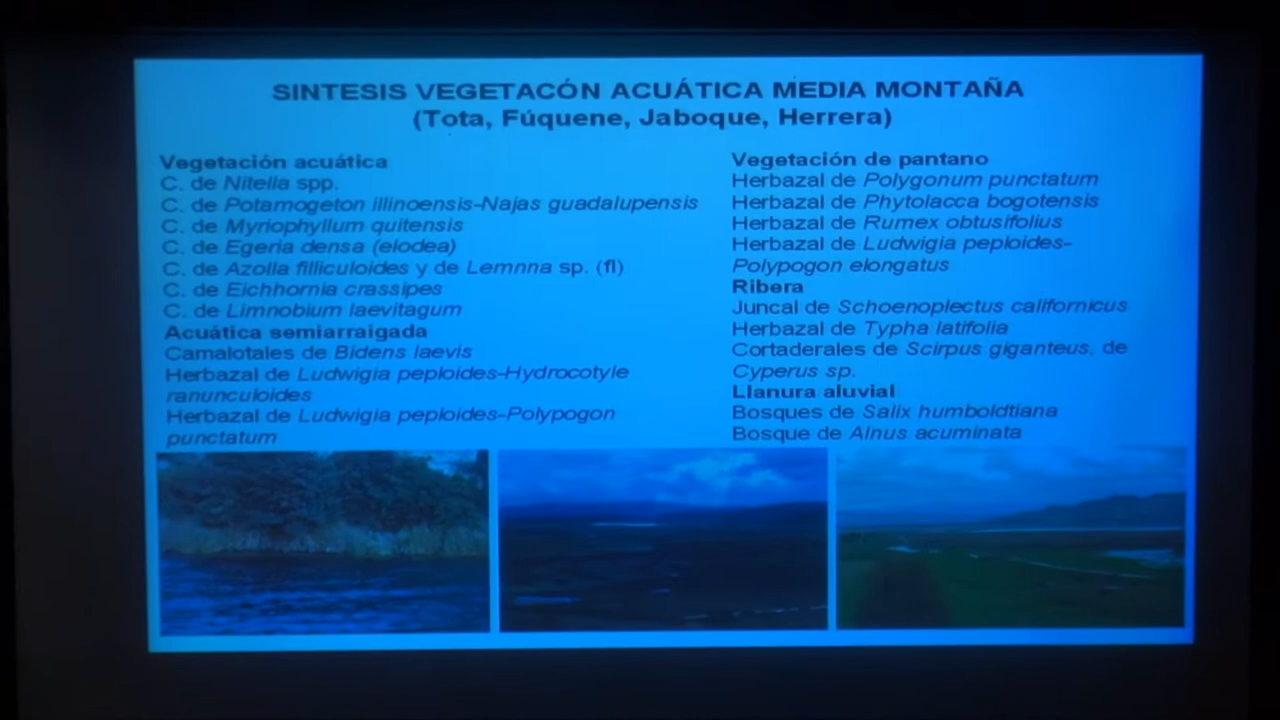 SINTESIS VEGETACÓN ACUÁTICA MEDIA MONTAÑA
(Tota, Fúquene, Jaboque, Herrera)
Vegetación acuática
C. de Nitella spp.
C. de Potamogeton illinoensis-Najas guadalupensis
C. de Myriophyllum quitensis
C. de Egeria densa (elodea)
C. de Azolla filliculoides y de Lemnna sp. (fl)
C. de Eichhornia crassipes
C. de Limnobium laevitagum
Acuática semiarraigada
Camalotales de Bidens laevis
Herbazal de Ludwigia peploides-Hydrocotyle
ranunculoides
Herbazal de Ludwigia peploides-Polypogon
punctatum
Vegetación de pantano
Herbazal de Polygonum punctatum
Herbazal de Phytolacca bogotensis
Herbazal de Rumex obtusifolius
Herbazal de Ludwigia peploides-
Polypogon elongatus
Ribera
Juncal de Schoenoplectus californicus
Herbazal de Typha latifolia
Cortaderales de Scirpus giganteus, de
Cyperus sp.
Llanura aluvial
Bosques de Salix humboldtiana
Bosque de Alnus acuminata